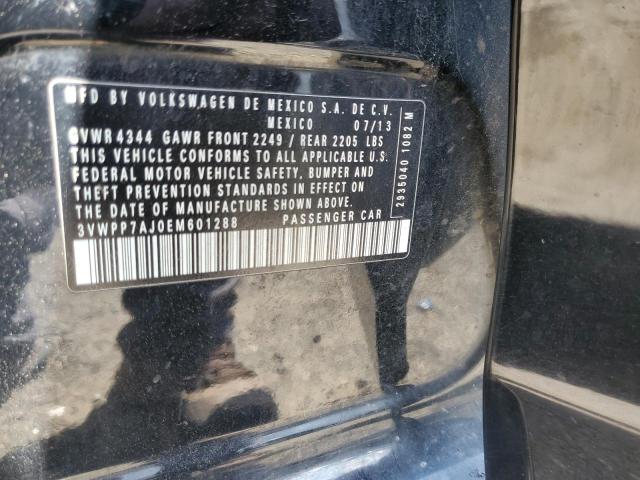 MFD BY VOLKSWAGEN DE MEXICO S.A. DE C.V.
MEXICO 07/13
GVWR 4344 GAWR FRONT 2249 / REAR 2205 LBS
THIS VEHICLE CONFORMS TO ALL APPLICABLE U.S.
FEDERAL MOTOR VEHICLE SAFETY, BUMPER AND
THEFT PREVENTION STANDARDS IN EFFECT ON
THE DATE OF MANUFACTURE SHOWN ABOVE.
3VWPP7AJ0EM601288 PASSENGER CAR
2935040 1082 M